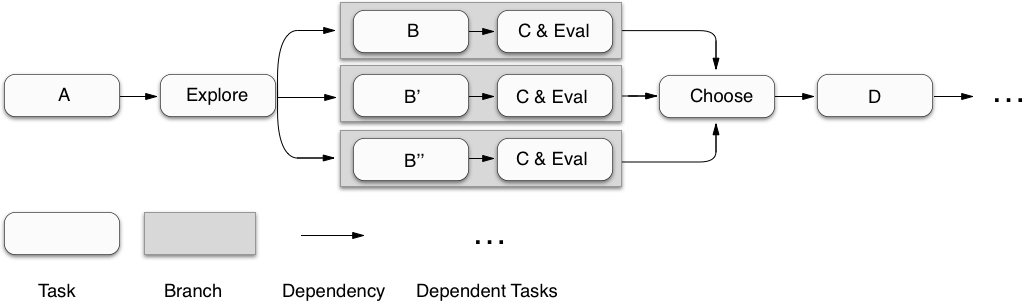 B C & Eval
A Explore B’ C & Eval Choose D ...
B’’ C & Eval
...
Task Branch Dependency Dependent Tasks